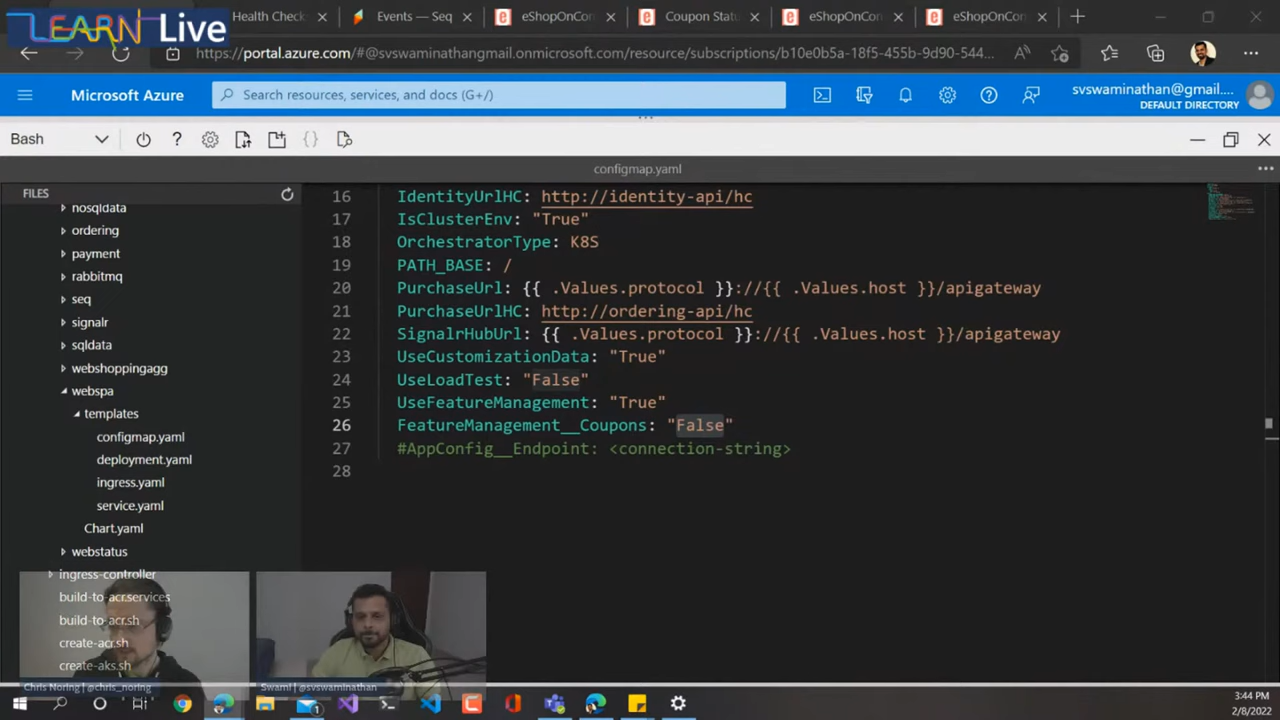 LEARN Live
Health Check
Events — Seq
eShopOnCon
Coupon Statu
eShopOnCon
eShopOnCon
https://portal.azure.com/#@svswaminathangmail.onmicrosoft.com/resource/subscriptions/b10e0b5a-18f5-455b-9d90-544...
Microsoft Azure
Search resources, services, and docs (G+/)
svswaminathan@gmail....
DEFAULT DIRECTORY
Bash
configmap.yaml
FILES
nosqldata
ordering
payment
rabbitmq
seq
signalr
sqldata
webshoppingagg
webspa
templates
configmap.yaml
deployment.yaml
ingress.yaml
service.yaml
Chart.yaml
webstatus
ingress-controller
build-to-acr.services
build-to-acr.sh
create-acr.sh
create-aks.sh
16 IdentityUrlHC: http://identity-api/hc
17 IsClusterEnv: "True"
18 OrchestratorType: K8S
19 PATH_BASE: /
20 PurchaseUrl: {{ .Values.protocol }}://{{ .Values.host }}/apigateway
21 PurchaseUrlHC: http://ordering-api/hc
22 SignalrHubUrl: {{ .Values.protocol }}://{{ .Values.host }}/apigateway
23 UseCustomizationData: "True"
24 UseLoadTest: "False"
25 UseFeatureManagement: "True"
26 FeatureManagement__Coupons: "False"
27 #AppConfig__Endpoint: <connection-string>
28
Chris Noring | @chris_noring
Swami | @svswaminathan
3:44 PM
2/8/2022